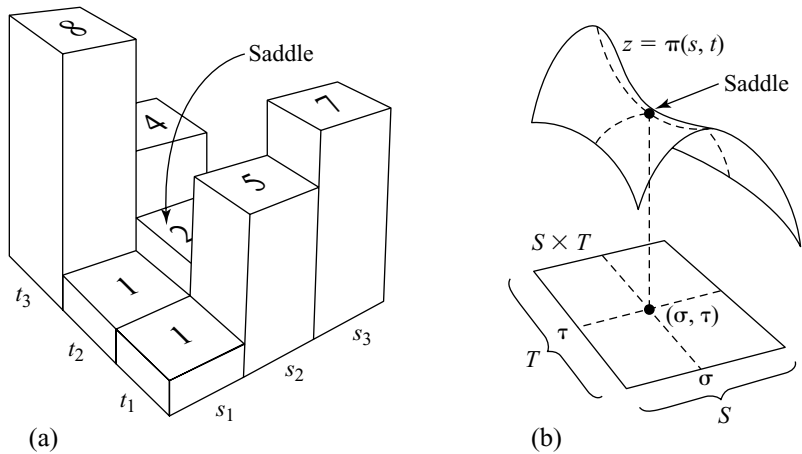 8
4
Saddle
7
5
2
1
1
t₃
t₂
t₁
s₁
s₂
s₃
(a)
z = π(s, t)
Saddle
S × T
(σ, τ)
τ
T
σ
S
(b)